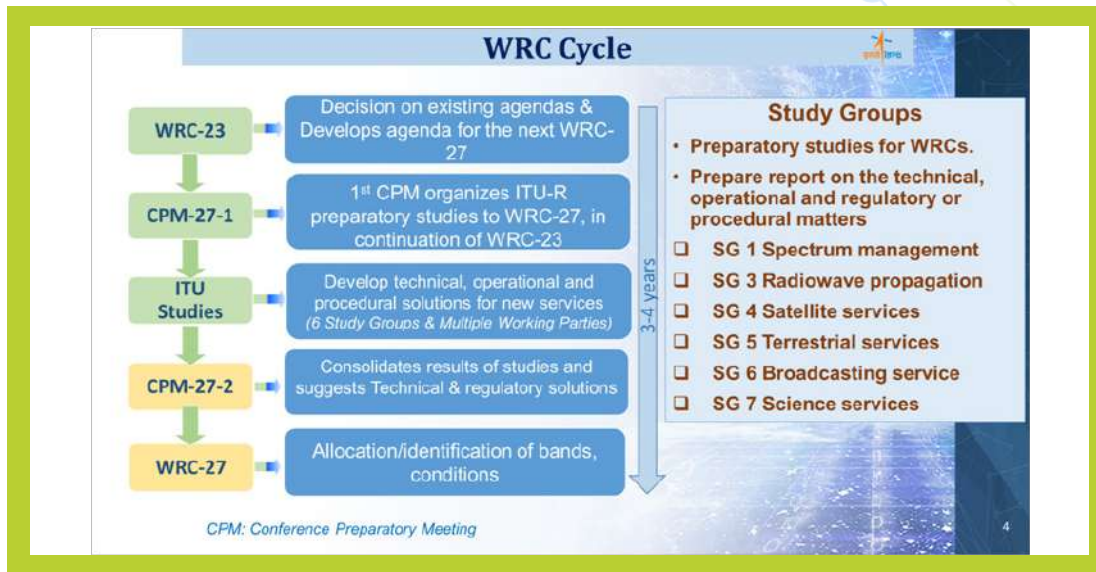 WRC Cycle
WRC-23
Decision on existing agendas &
Develops agenda for the next WRC-
27
CPM-27-1
1st CPM organizes ITU-R
preparatory studies to WRC-27, in
continuation of WRC-23
ITU
Studies
Develop technical, operational and
procedural solutions for new services
(6 Study Groups & Multiple Working Parties)
CPM-27-2
Consolidates results of studies and
suggests Technical & regulatory solutions
WRC-27
Allocation/identification of bands,
conditions
3-4 years
Study Groups
• Preparatory studies for WRCs.
• Prepare report on the technical,
operational and regulatory or
procedural matters
❑ SG 1 Spectrum management
❑ SG 3 Radiowave propagation
❑ SG 4 Satellite services
❑ SG 5 Terrestrial services
❑ SG 6 Broadcasting service
❑ SG 7 Science services
CPM: Conference Preparatory Meeting
4